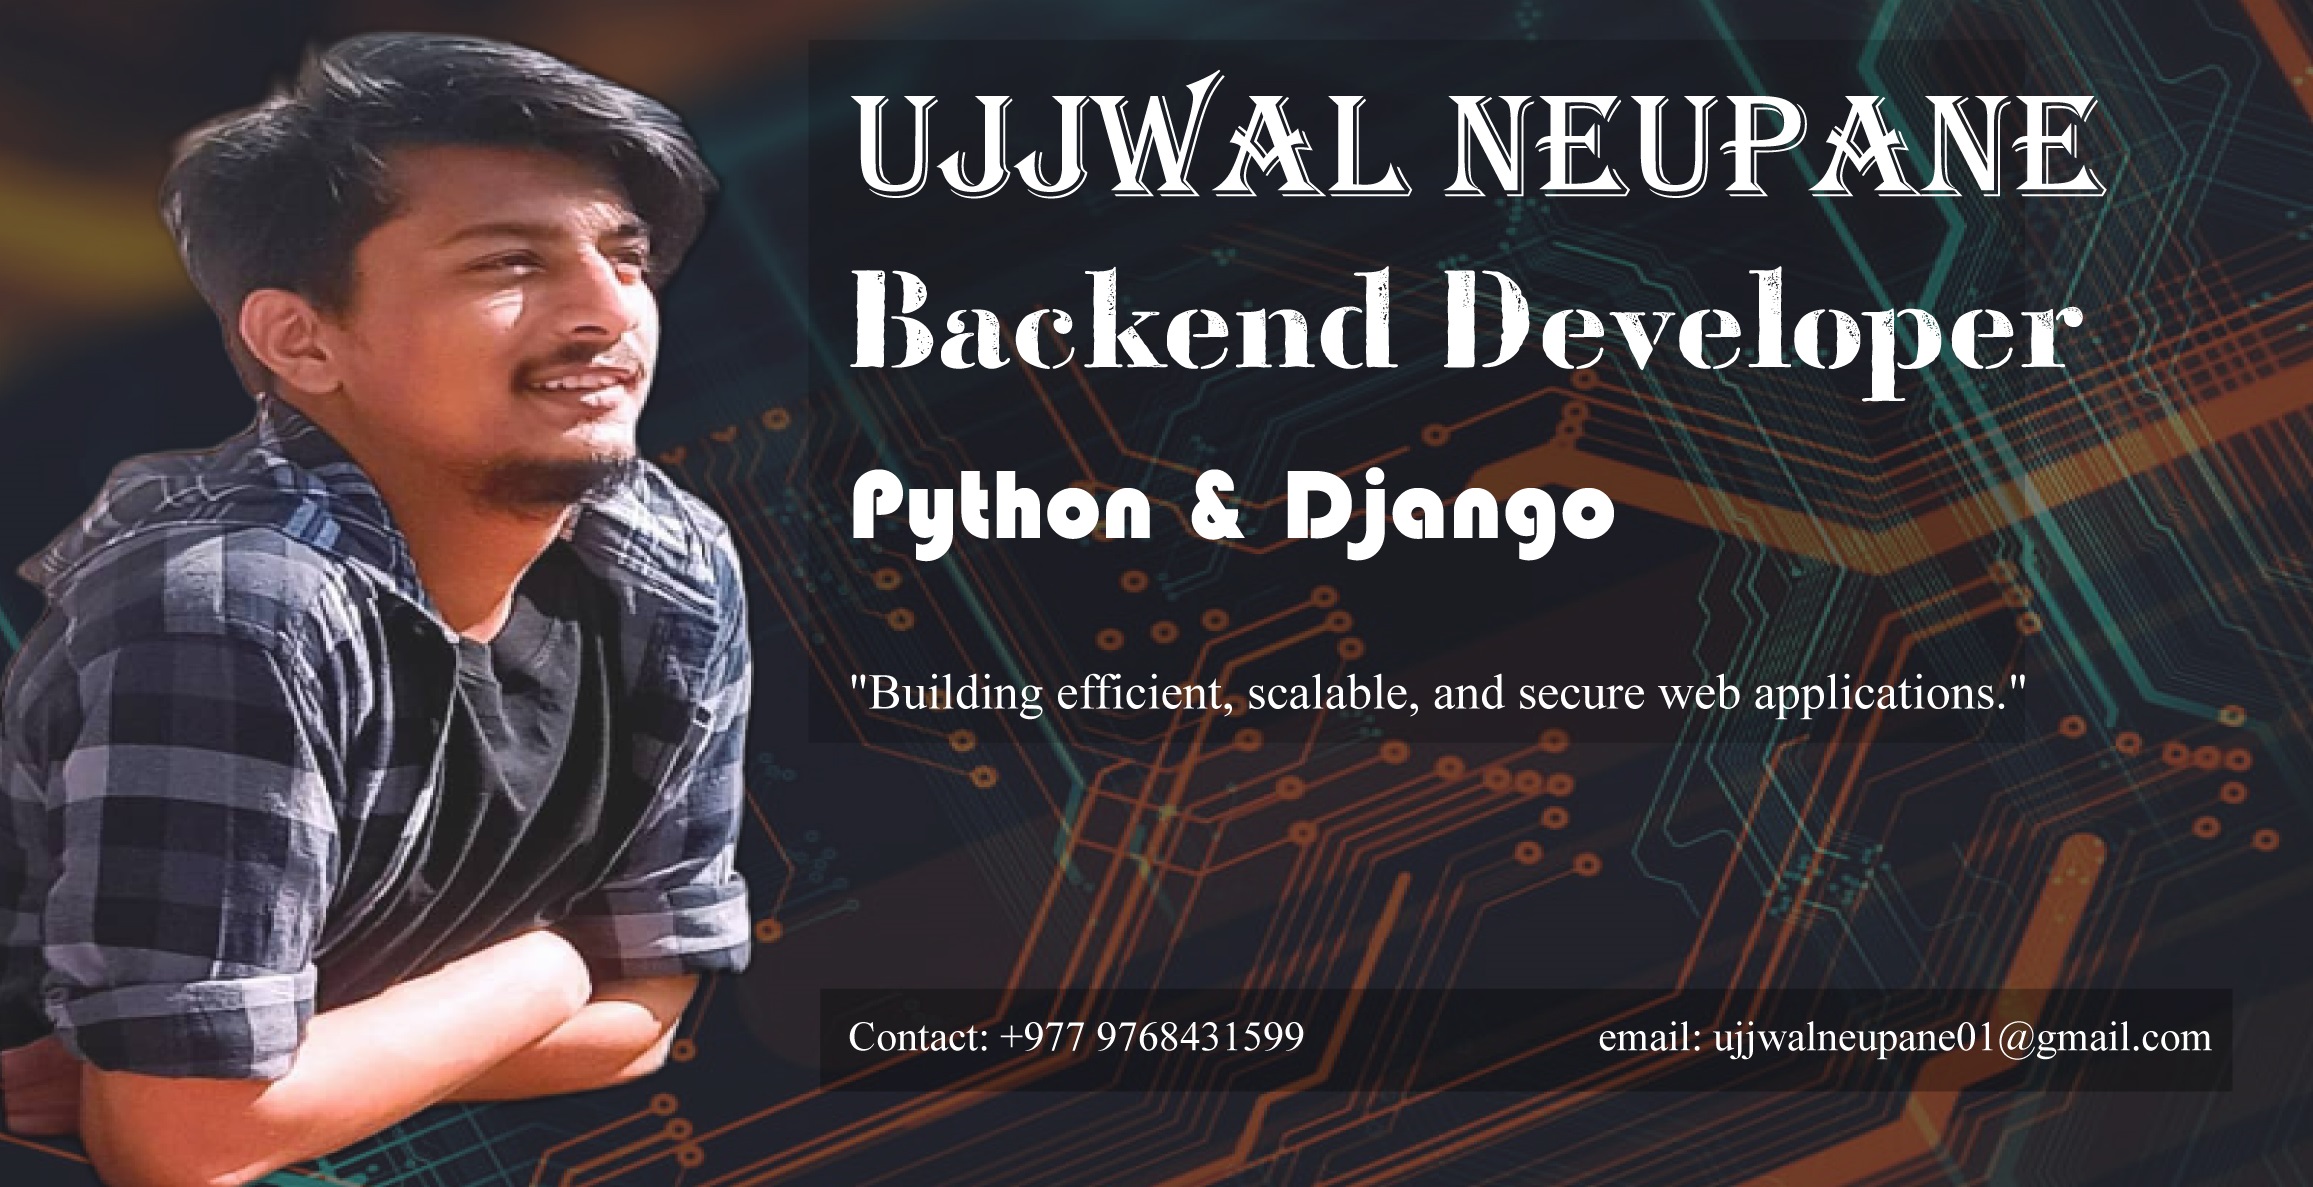 UJJWAL NEUPANE
Backend Developer
Python & Django
"Building efficient, scalable, and secure web applications."
Contact: +977 9768431599
email: ujjwalneupane01@gmail.com